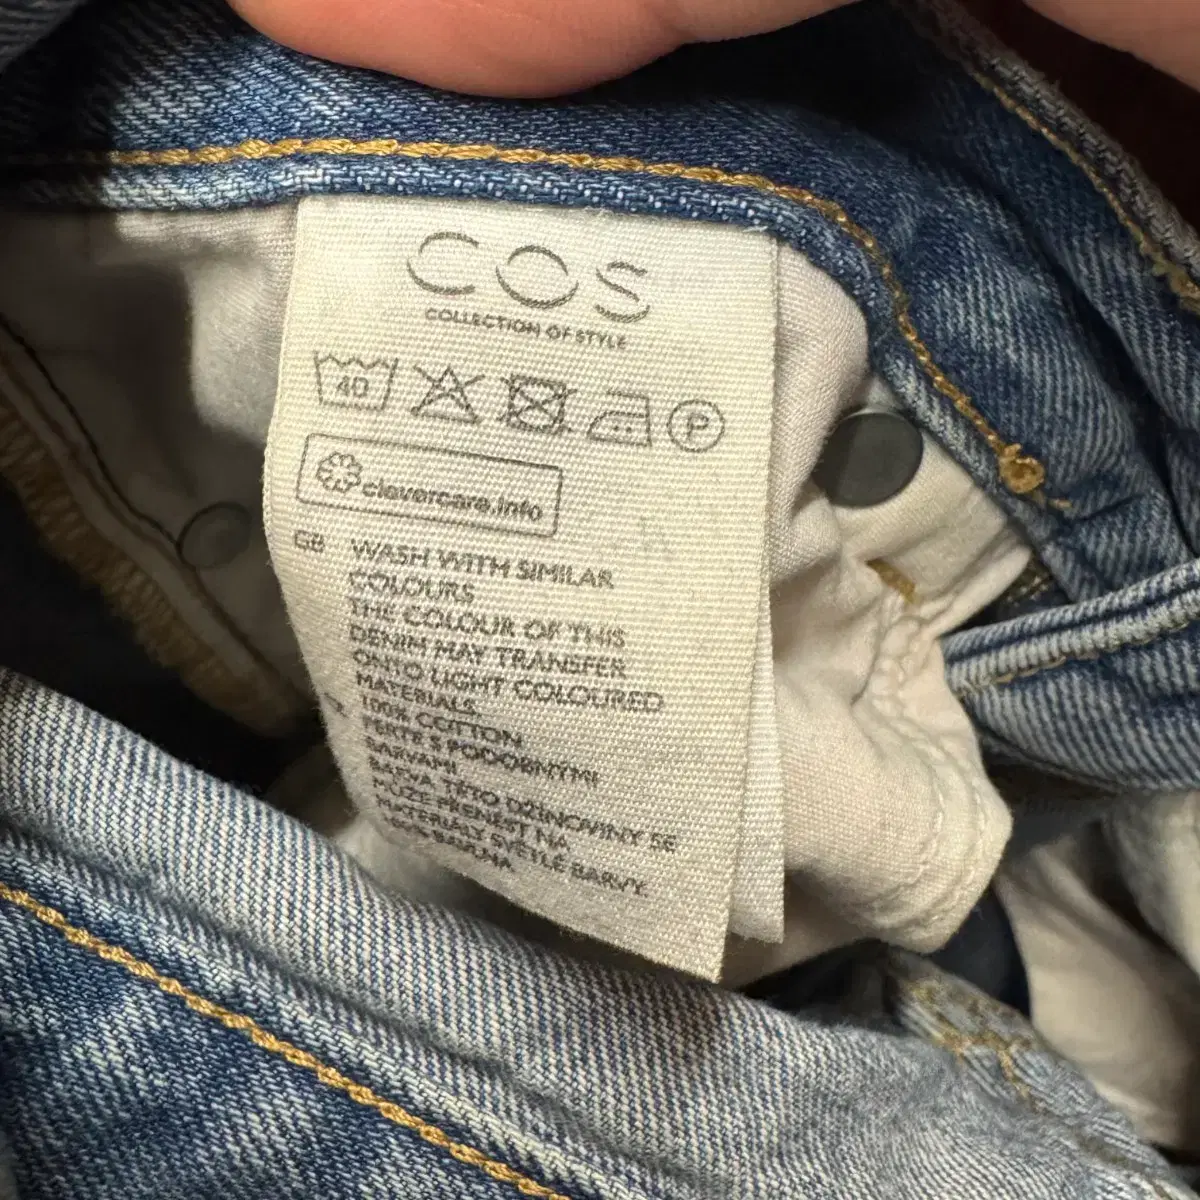 COS
COLLECTION OF STYLE
40 P
clevercare.info
GB WASH WITH SIMILAR
COLOURS
THE COLOUR OF THIS
DENIM MAY TRANSFER
ONTO LIGHT COLOURED
MATERIALS
100% COTTON
PERTE S PODOBNÝMI
BARVAMI
BARVA TÉTO DŽÍNOVINY SE
MŮŽE PŘENÉST NA
MATERIÁLY SVĚTLÉ BARVY.
BAVLNA